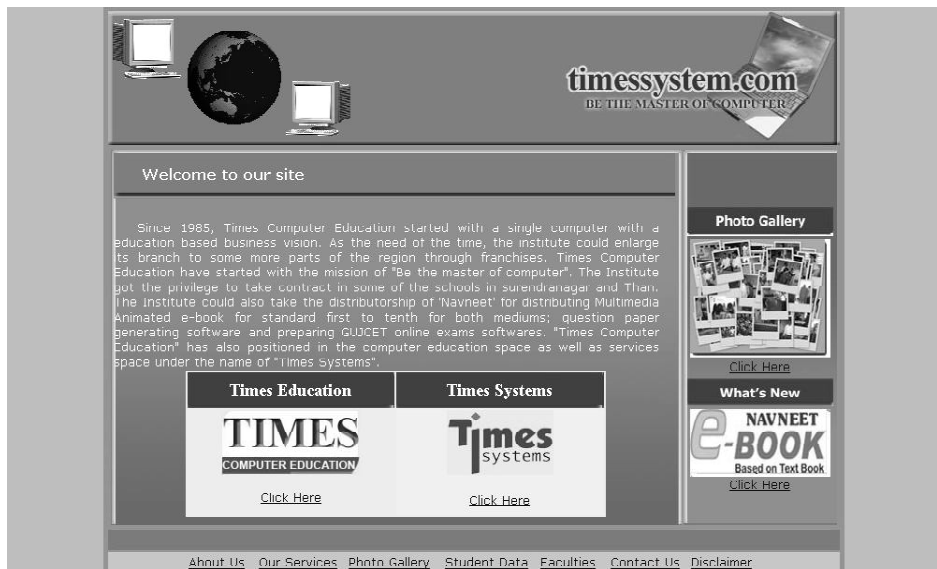 timessystem.com
BE THE MASTER OF COMPUTER
Welcome to our site
Since 1985, Times Computer Education started with a single computer with a
education based business vision. As the need of the time, the institute could enlarge
its branch to some more parts of the region through franchises. Times Computer
Education have started with the mission of "Be the master of computer". The Institute
got the privilege to take contract in some of the schools in surendranagar and Than.
The Institute could also take the distributorship of 'Navneet' for distributing Multimedia
Animated e-book for standard first to tenth for both mediums; question paper
generating software and preparing GUJCET online exams softwares. "Times Computer
Education" has also positioned in the computer education space as well as services
space under the name of "Times Systems".
Times Education
Times Systems
TIMES
COMPUTER EDUCATION
Times
systems
Click Here
Click Here
Photo Gallery
Click Here
What's New
NAVNEET
e-BOOK
Based on Text Book
Click Here
About Us Our Services Photo Gallery Student Data Faculties Contact Us Disclaimer